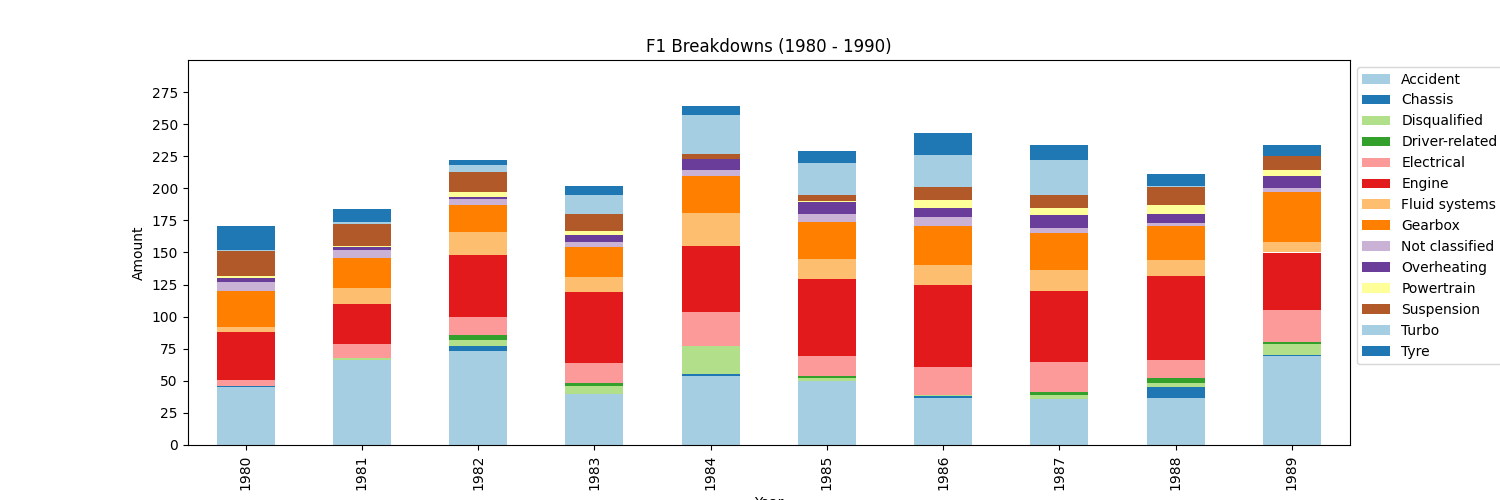 F1 Breakdowns (1980 - 1990)
Amount
275
250
225
200
175
150
125
100
75
50
25
0
1980
1981
1982
1983
1984
1985
1986
1987
1988
1989
Year
Accident
Chassis
Disqualified
Driver-related
Electrical
Engine
Fluid systems
Gearbox
Not classified
Overheating
Powertrain
Suspension
Turbo
Tyre